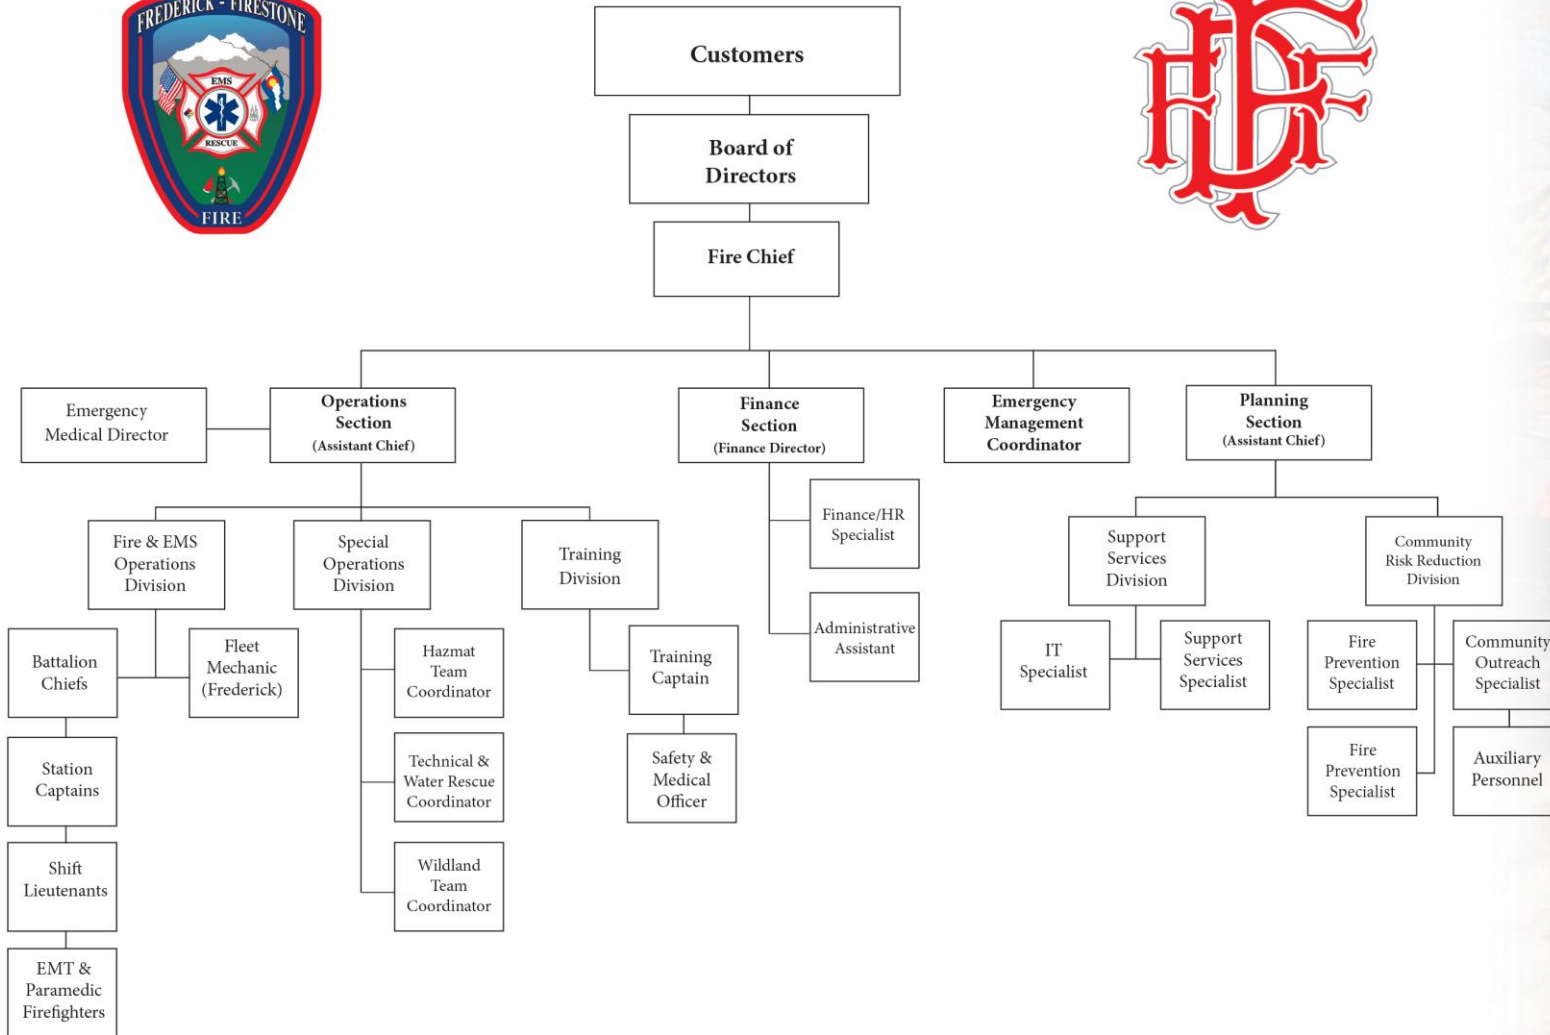 FREDERICK - FIRESTONE
EMS
RESCUE
FIRE
FFFD
Customers
Board of
Directors
Fire Chief
Emergency
Medical Director
Operations
Section
(Assistant Chief)
Finance
Section
(Finance Director)
Emergency
Management
Coordinator
Planning
Section
(Assistant Chief)
Fire & EMS
Operations
Division
Special
Operations
Division
Training
Division
Finance/HR
Specialist
Administrative
Assistant
Support
Services
Division
Community
Risk Reduction
Division
Battalion
Chiefs
Fleet
Mechanic
(Frederick)
Hazmat
Team
Coordinator
Training
Captain
IT
Specialist
Support
Services
Specialist
Fire
Prevention
Specialist
Community
Outreach
Specialist
Station
Captains
Technical &
Water Rescue
Coordinator
Safety &
Medical
Officer
Fire
Prevention
Specialist
Auxiliary
Personnel
Shift
Lieutenants
Wildland
Team
Coordinator
EMT &
Paramedic
Firefighters